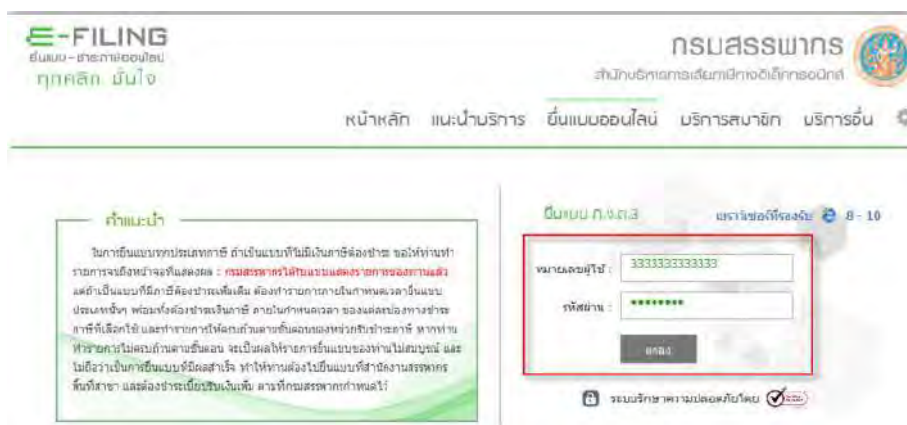 E-FILING
ยื่นแบบ-ชำระภาษีออนไลน์
ทุกคลิก มั่นใจ
กรมสรรพากร
สำนักบริหารการเสียภาษีทางอิเล็กทรอนิกส์
หน้าหลัก แนะนำบริการ ยื่นแบบออนไลน์ บริการสมาชิก บริการอื่น
คำแนะนำ
ในการยื่นแบบทุกประเภทภาษี ถ้าเป็นแบบที่ไม่มีเงินภาษีต้องชำระ ขอให้ท่านทำ
รายการจนถึงหน้าจอที่แสดงผล : กรมสรรพากรได้รับแบบแสดงรายการของท่านแล้ว
แต่ถ้าเป็นแบบที่มีภาษีต้องชำระเพิ่มเติม ต้องทำรายการภายในกำหนดเวลายื่นแบบ
ประเภทนั้นๆ พร้อมทั้งต้องชำระเงินภาษี ภายในกำหนดเวลา ของแต่ละช่องทางชำระ
ภาษีที่เลือกใช้ และทำรายการให้ครบถ้วนตามขั้นตอนของหน่วยรับชำระภาษี หากท่าน
ทำรายการไม่ครบถ้วนตามขั้นตอน จะเป็นผลให้รายการยื่นแบบของท่านไม่สมบูรณ์ และ
ไม่ถือว่าเป็นการยื่นแบบที่มีผลสำเร็จ ทำให้ท่านต้องไปยื่นแบบที่สำนักงานสรรพากร
พื้นที่สาขา และต้องชำระเบี้ยปรับเงินเพิ่ม ตามที่กรมสรรพากรกำหนดไว้
ยื่นแบบ ภ.ง.ด.3 เบราว์เซอร์ที่รองรับ 8 - 10
หมายเลขผู้ใช้ : 3333333333333
รหัสผ่าน : ••••••••
ตกลง
ระบบรักษาความปลอดภัยโดย